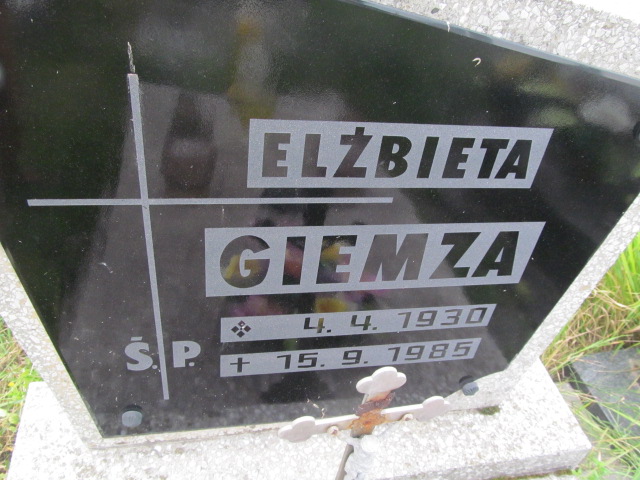 ELŻBIETA
GIEMZA
4. 4. 1930
Ś.P. + 15. 9. 1985